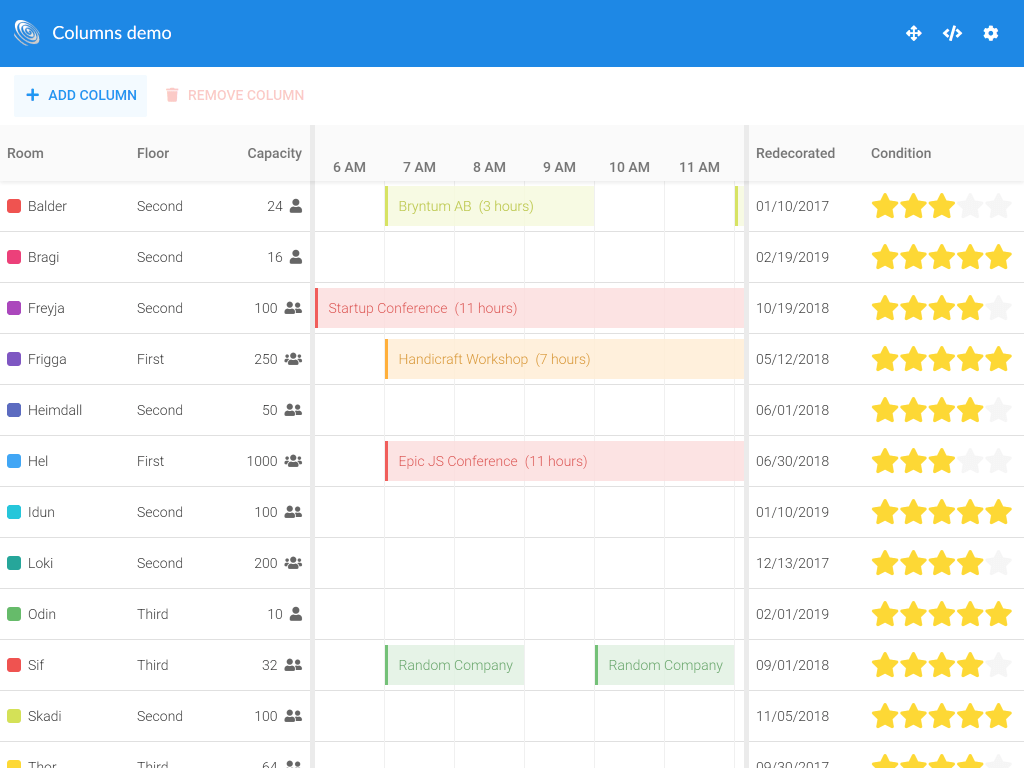 Columns demo
ADD COLUMN REMOVE COLUMN
Room Floor Capacity 6 AM 7 AM 8 AM 9 AM 10 AM 11 AM Redecorated Condition
Balder Second 24 Bryntum AB (3 hours) 01/10/2017
Bragi Second 16 02/19/2019
Freyja Second 100 Startup Conference (11 hours) 10/19/2018
Frigga First 250 Handicraft Workshop (7 hours) 05/12/2018
Heimdall Second 50 06/01/2018
Hel First 1000 Epic JS Conference (11 hours) 06/30/2018
Idun Second 100 01/10/2019
Loki Second 200 12/13/2017
Odin Third 10 02/01/2019
Sif Third 32 Random Company Random Company 09/01/2018
Skadi Second 100 11/05/2018
Thor Third 64 09/30/2017